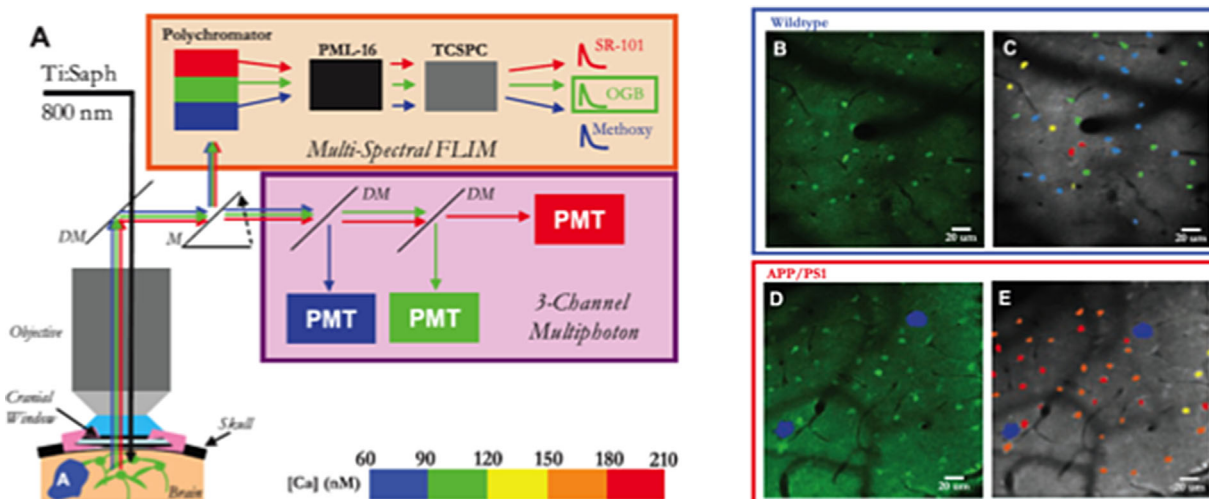 A
Ti:Saph
800 nm
Polychromator
PML-16
TCSPC
SR-101
OGB
Methoxy
Multi-Spectral FLIM
DM
M
DM
DM
PMT
PMT
PMT
3-Channel
Multiphoton
Objective
Cranial
Window
Skull
A
Brain
[Ca] (nM)
60 90 120 150 180 210
Wildtype
B
C
20 um
20 um
APP/PS1
D
E
20 um
20 um